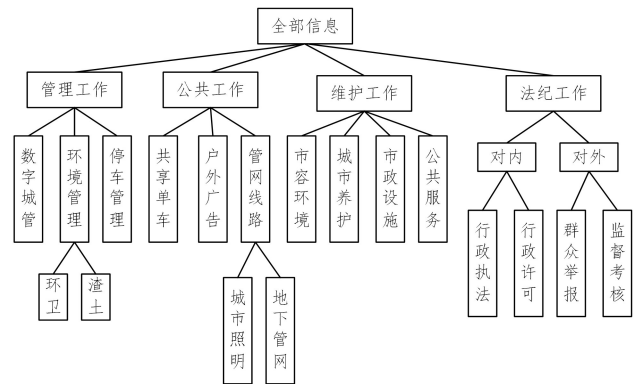 全部信息
管理工作
公共工作
维护工作
法纪工作
数字城管
环境管理
停车管理
共享单车
户外广告
管网线路
市容环境
城市养护
市政设施
公共服务
对内
对外
行政执法
行政许可
群众举报
监督考核
环卫
渣土
城市照明
地下管网